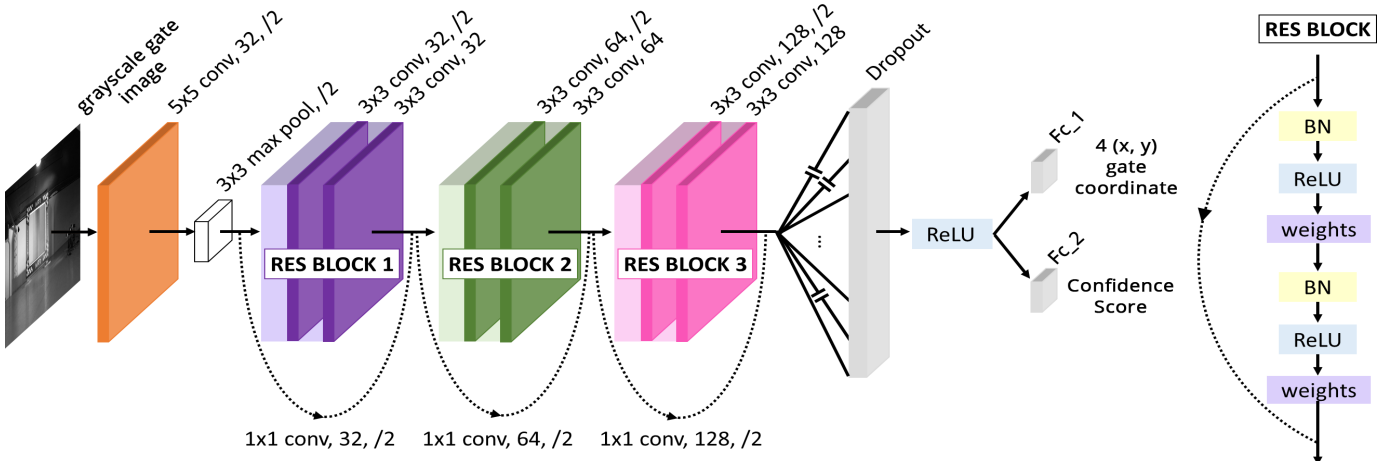 grayscale gate
image
5x5 conv, 32, /2
3x3 max pool, /2
3x3 conv, 32, /2
3x3 conv, 32
RES BLOCK 1
1x1 conv, 32, /2
3x3 conv, 64, /2
3x3 conv, 64
RES BLOCK 2
1x1 conv, 64, /2
3x3 conv, 128, /2
3x3 conv, 128
RES BLOCK 3
1x1 conv, 128, /2
Dropout
...
ReLU
Fc_1
4 (x, y)
gate
coordinate
Fc_2
Confidence
Score
RES BLOCK
BN
ReLU
weights
BN
ReLU
weights